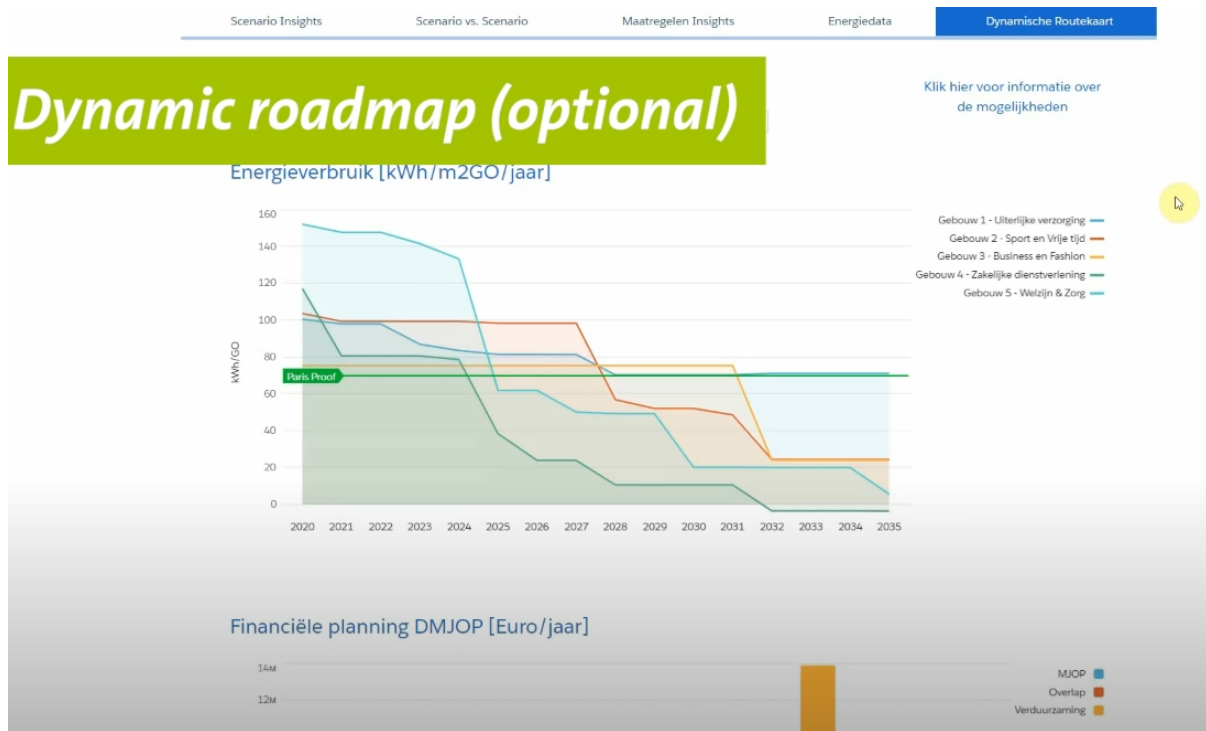 Scenario Insights Scenario vs. Scenario Maatregelen Insights Energiedata Dynamische Routekaart
Dynamic roadmap (optional)
Klik hier voor informatie over
de mogelijkheden
Energieverbruik [kWh/m2GO/jaar]
160
140
120
100
80
60
40
20
0
kWh/GO
Paris Proof
2020 2021 2022 2023 2024 2025 2026 2027 2028 2029 2030 2031 2032 2033 2034 2035
Gebouw 1 - Uiterlijke verzorging
Gebouw 2 - Sport en Vrije tijd
Gebouw 3 - Business en Fashion
Gebouw 4 - Zakelijke dienstverlening
Gebouw 5 - Welzijn & Zorg
Financiële planning DMJOP [Euro/jaar]
14M
12M
MJOP
Overlap
Verduurzaming